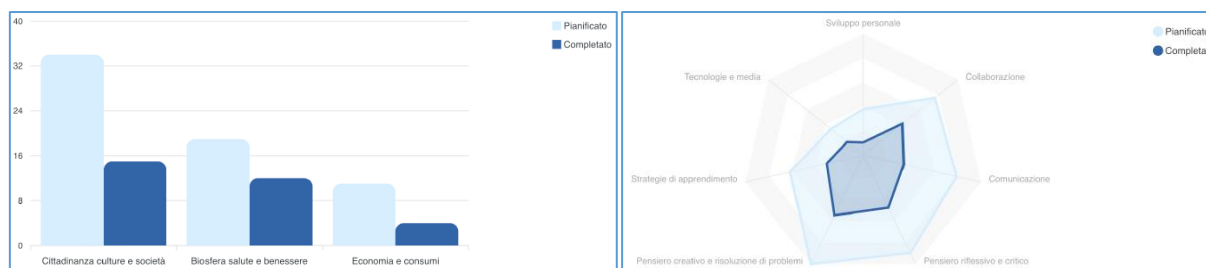 40
32
24
16
8
0
Cittadinanza culture e società
Biosfera salute e benessere
Economia e consumi
Pianificato
Completato
Sviluppo personale
Tecnologie e media
Collaborazione
Strategie di apprendimento
Comunicazione
Pensiero creativo e risoluzione di problemi
Pensiero riflessivo e critico
Pianificato
Completa